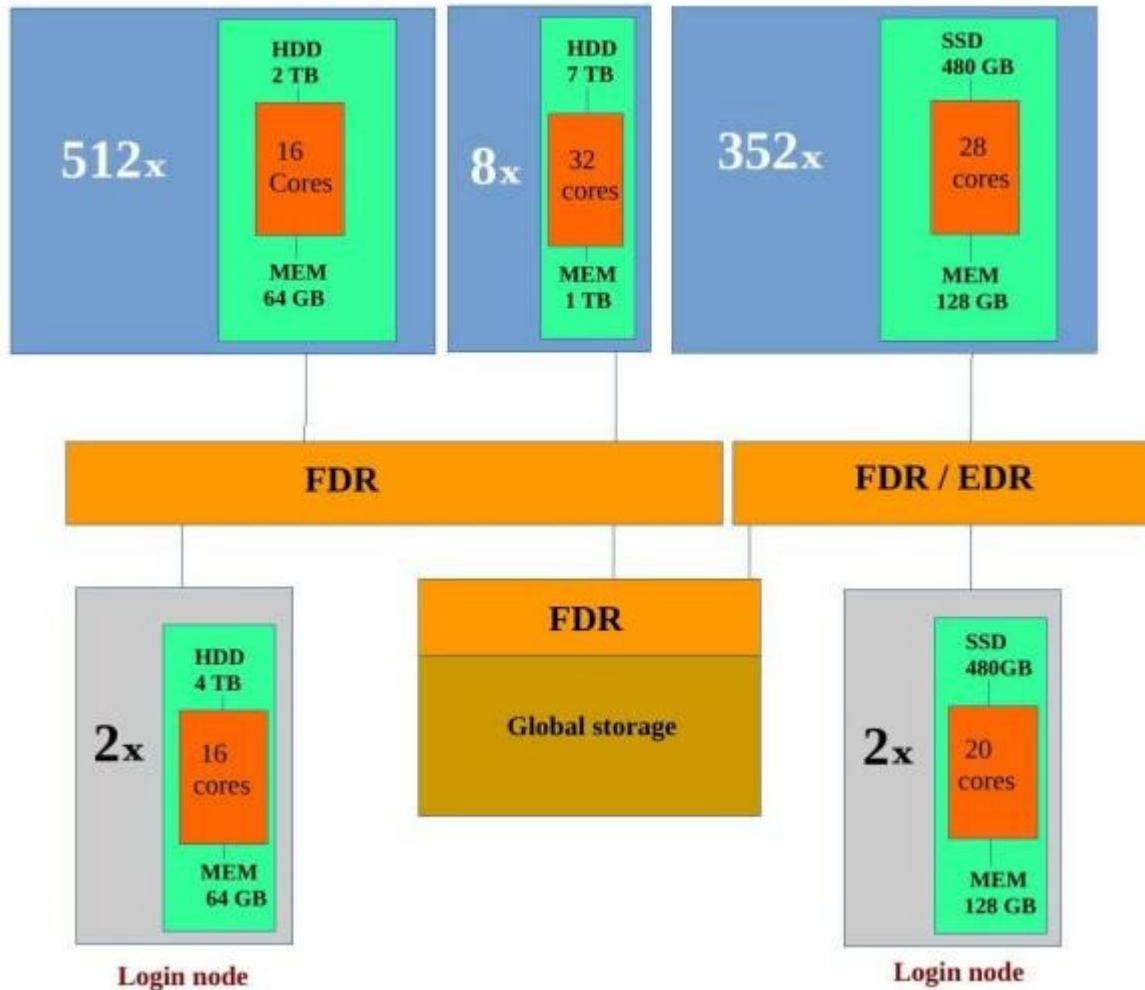 512x
HDD
2 TB
16
Cores
MEM
64 GB
8x
HDD
7 TB
32
cores
MEM
1 TB
352x
SSD
480 GB
28
cores
MEM
128 GB
FDR
FDR / EDR
2x
HDD
4 TB
16
cores
MEM
64 GB
Login node
FDR
Global storage
2x
SSD
480GB
20
cores
MEM
128 GB
Login node